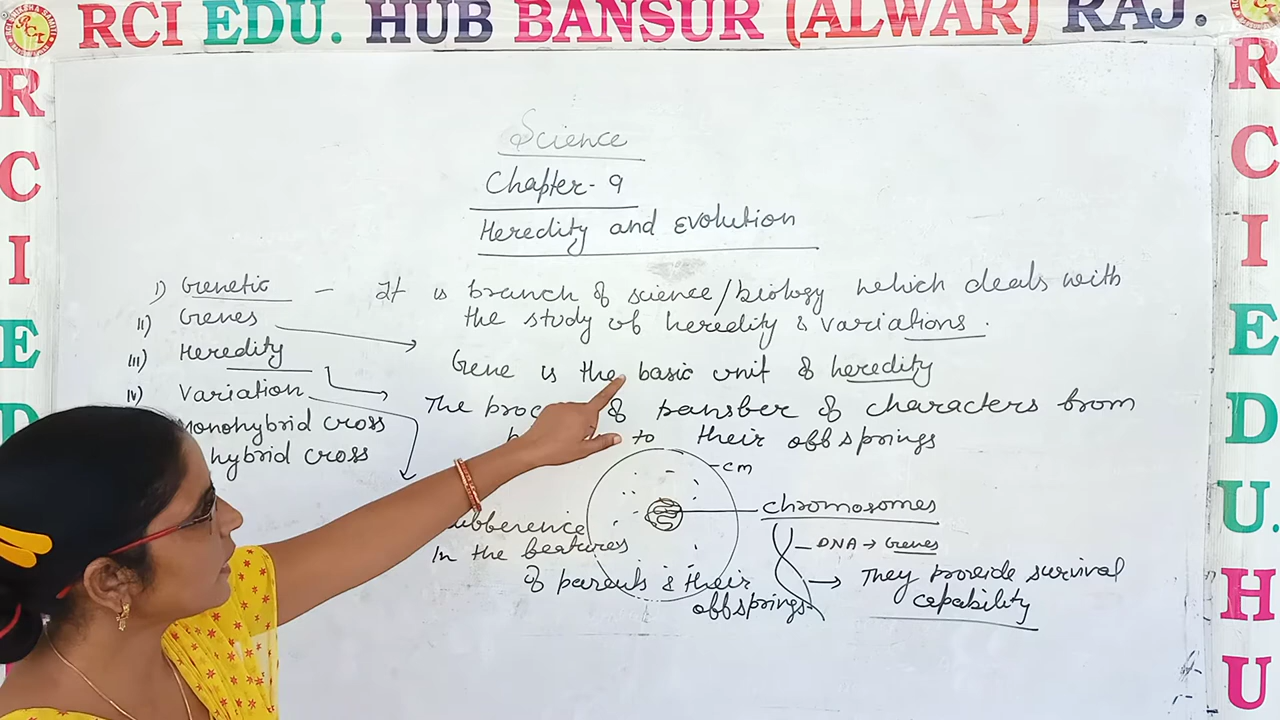 RCI EDU. HUB BANSUR (ALWAR) RAJ.
R
C
I
E
D
R
C
I
E
D
U.
H
U
Science
Chapter - 9
Heredity and Evolution
i) Genetic - It is branch of science/biology which deals with
the study of heredity & variations.
ii) Genes
Gene is the basic unit of heredity
iii) Heredity
The of transfer of characters from
to their offsprings
iv) Variation
Monohybrid cross
hybrid cross
cm
chromosomes
DNA → Genes
They provide survival
capability
In the features
of parents & their
offsprings